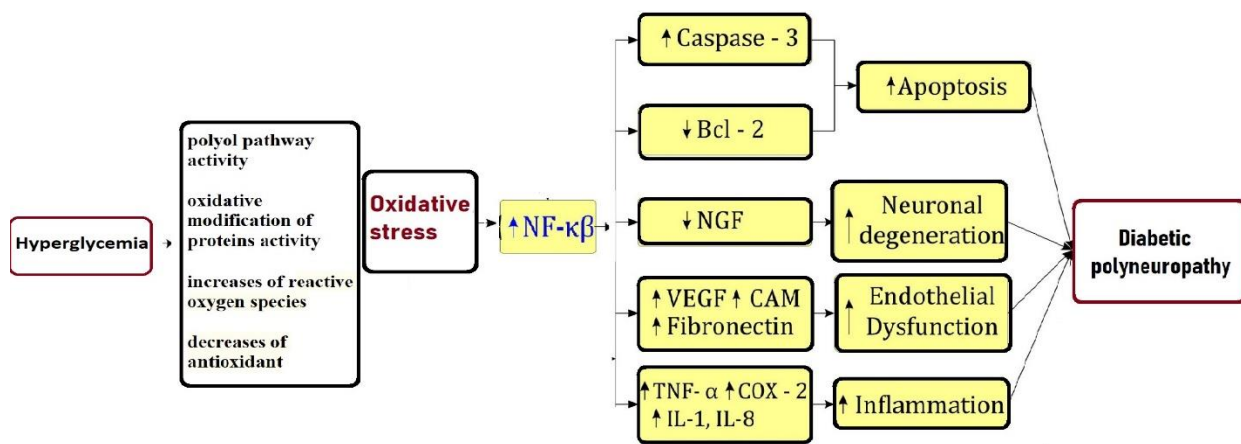 Hyperglycemia
polyol pathway
activity
oxidative
modification of
proteins activity
increases of reactive
oxygen species
decreases of
antioxidant
Oxidative
stress
↑ NF-κβ
↑ Caspase - 3
↓ Bcl - 2
↑ Apoptosis
↓ NGF
↑ Neuronal
degeneration
↑ VEGF ↑ CAM
↑ Fibronectin
↑ Endothelial
Dysfunction
↑ TNF- α ↑ COX - 2
↑ IL-1, IL-8
↑ Inflammation
Diabetic
polyneuropathy